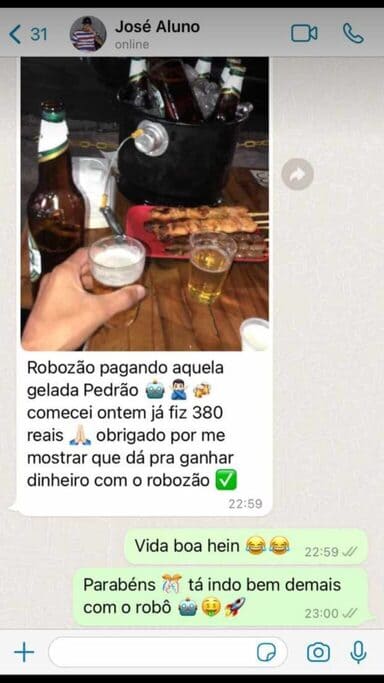 31
José Aluno
online
Robozão pagando aquela
gelada Pedrão 🤖🙅🏻‍♂️🍻
comecei ontem já fiz 380
reais 🙏🏻 obrigado por me
mostrar que dá pra ganhar
dinheiro com o robozão ✅
22:59
Vida boa hein 😂😂 22:59
Parabéns 🎊 tá indo bem demais
com o robô 🤖🤑🚀 23:00